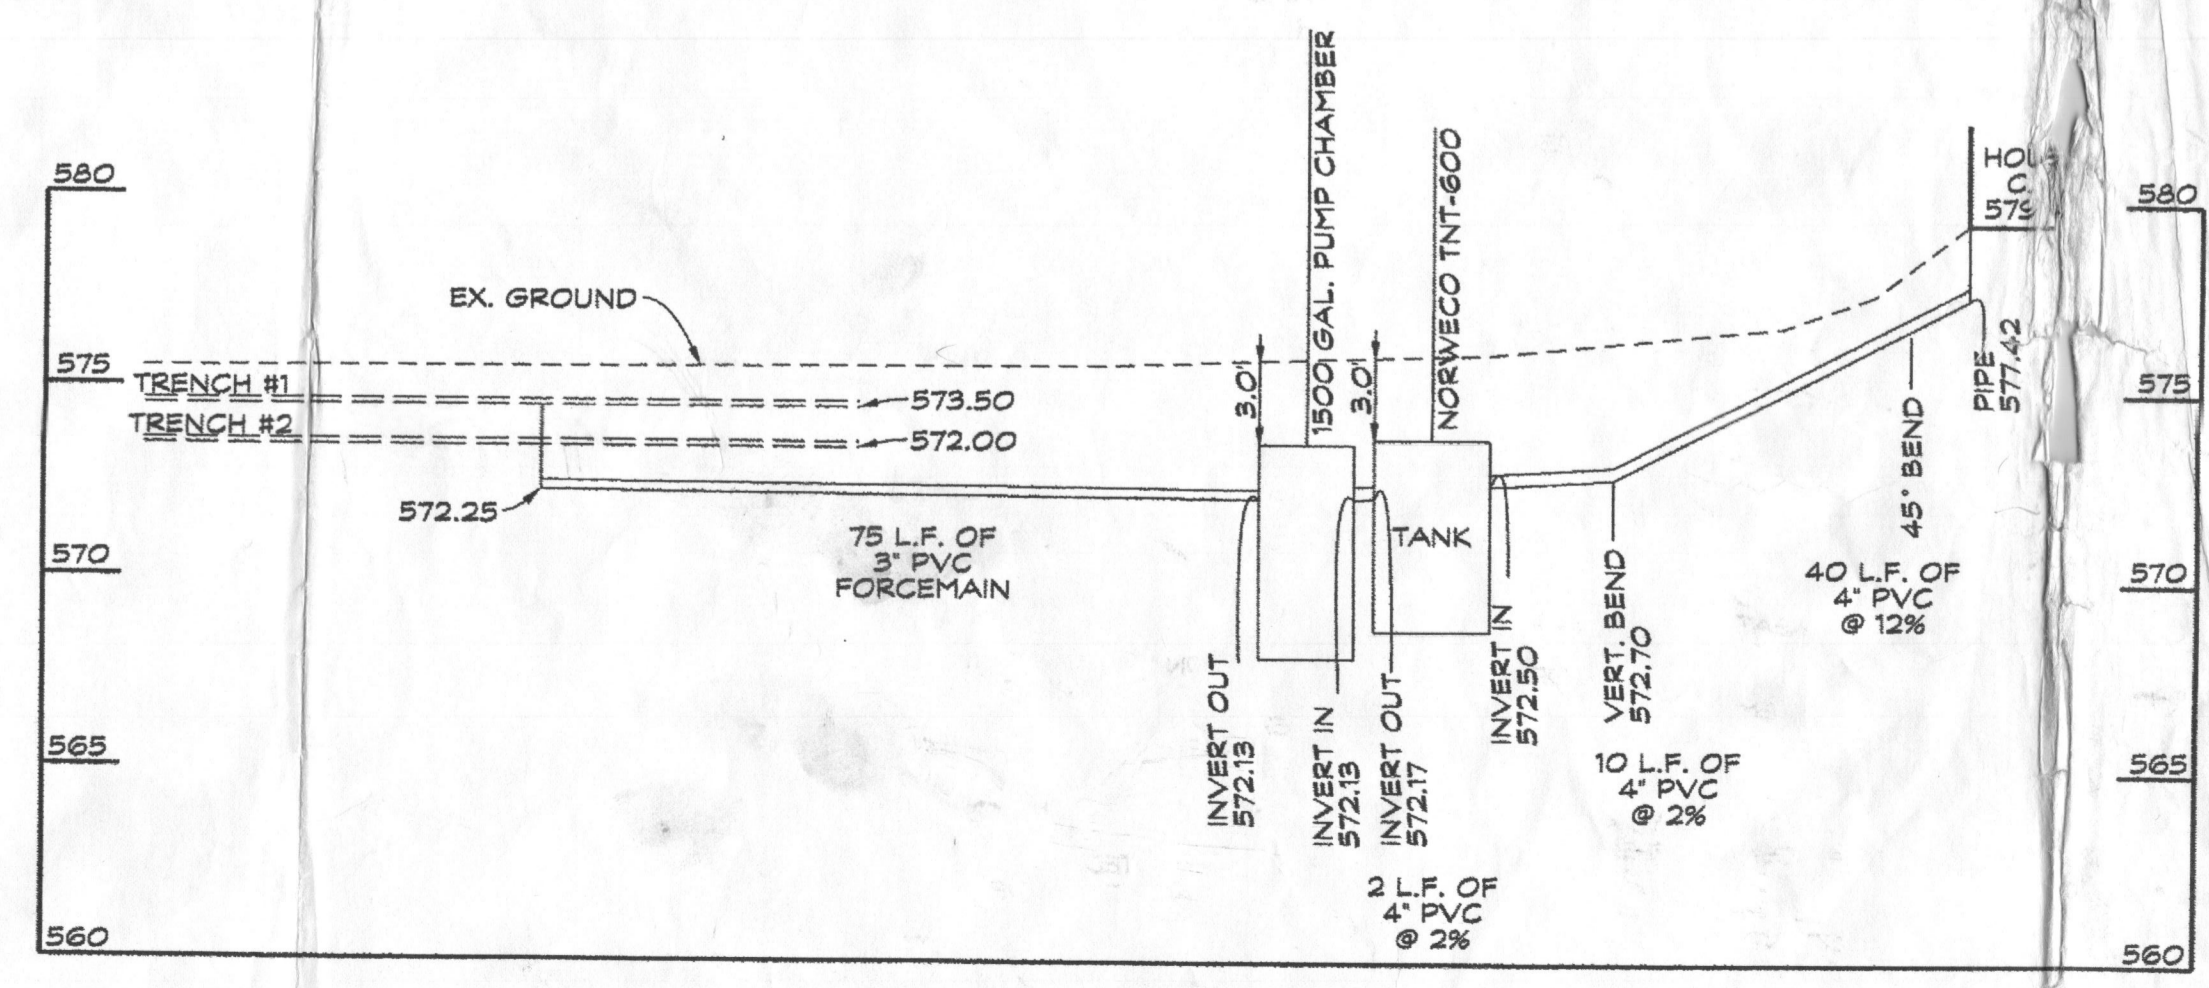 580
575
570
565
560
EX. GROUND
TRENCH #1
TRENCH #2
573.50
572.00
572.25
75 L.F. OF
3" PVC
FORCEMAIN
3.0'
1500 GAL. PUMP CHAMBER
3.0'
NORWECO TNT-600
TANK
INVERT OUT
572.13
INVERT IN
572.13
INVERT OUT
572.17
2 L.F. OF
4" PVC
@ 2%
INVERT IN
572.50
VERT. BEND
572.70
10 L.F. OF
4" PVC
@ 2%
45° BEND
40 L.F. OF
4" PVC
@ 12%
PIPE
577.42
580
575
570
565
560